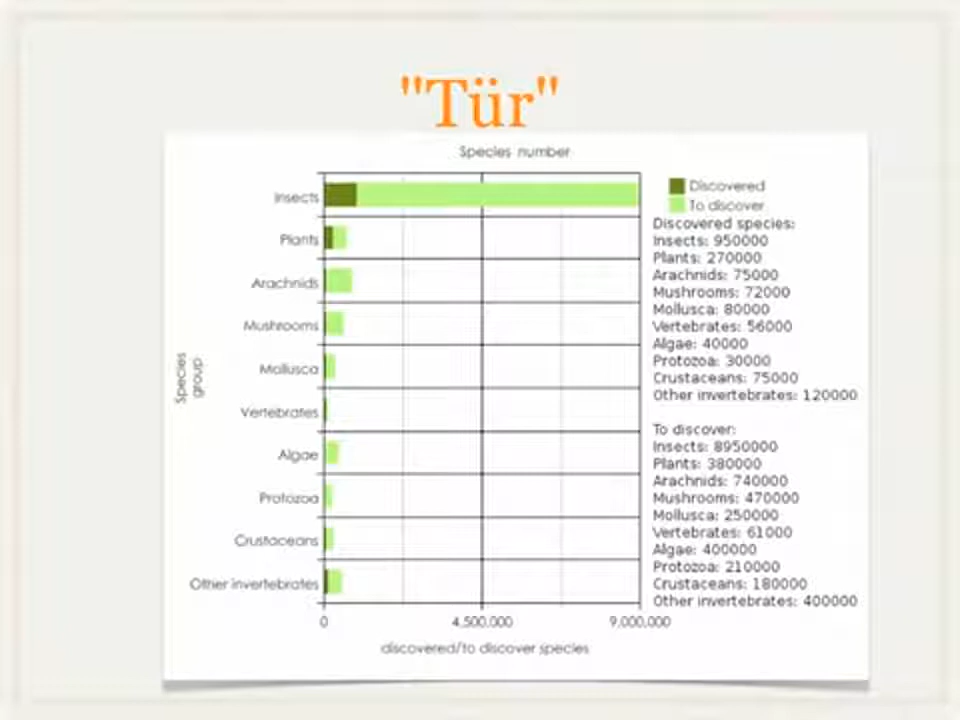 "Tür"
Species number
Insects
Plants
Arachnids
Mushrooms
Mollusca
Vertebrates
Algae
Protozoa
Crustaceans
Other invertebrates
Species
group
0
4,500,000
9,000,000
discovered/to discover species
Discovered
To discover
Discovered species:
Insects: 950000
Plants: 270000
Arachnids: 75000
Mushrooms: 72000
Mollusca: 80000
Vertebrates: 56000
Algae: 40000
Protozoa: 30000
Crustaceans: 75000
Other invertebrates: 120000
To discover:
Insects: 8950000
Plants: 380000
Arachnids: 740000
Mushrooms: 470000
Mollusca: 250000
Vertebrates: 61000
Algae: 400000
Protozoa: 210000
Crustaceans: 180000
Other invertebrates: 400000